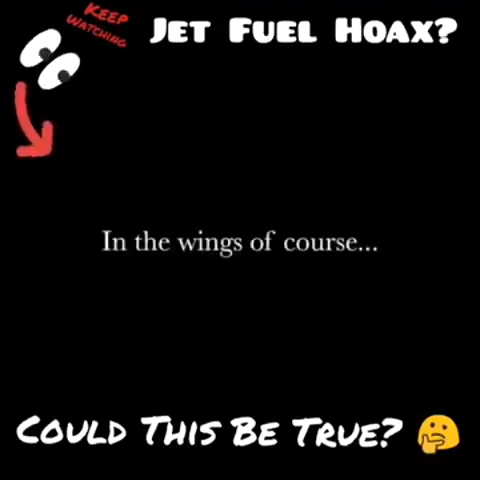 KEEP
WATCHING
JET FUEL HOAX?
In the wings of course...
COULD THIS BE TRUE?